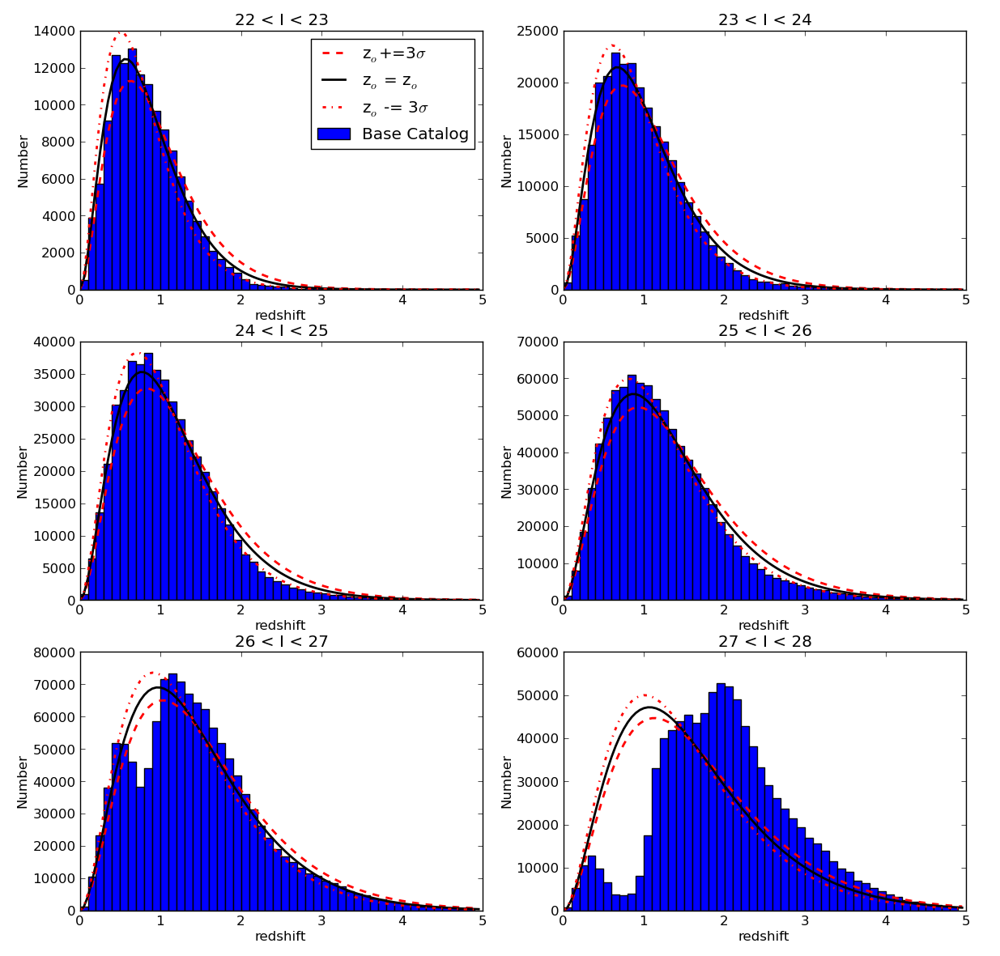 22 < I < 23
14000
12000
10000
8000
6000
4000
2000
0
Number
0 1 2 3 4 5
redshift
zₒ+=3σ
zₒ = zₒ
zₒ -= 3σ
Base Catalog
23 < I < 24
25000
20000
15000
10000
5000
0
Number
0 1 2 3 4 5
redshift
24 < I < 25
40000
35000
30000
25000
20000
15000
10000
5000
0
Number
0 1 2 3 4 5
redshift
25 < I < 26
70000
60000
50000
40000
30000
20000
10000
0
Number
0 1 2 3 4 5
redshift
26 < I < 27
80000
70000
60000
50000
40000
30000
20000
10000
0
Number
0 1 2 3 4 5
redshift
27 < I < 28
60000
50000
40000
30000
20000
10000
0
Number
0 1 2 3 4 5
redshift